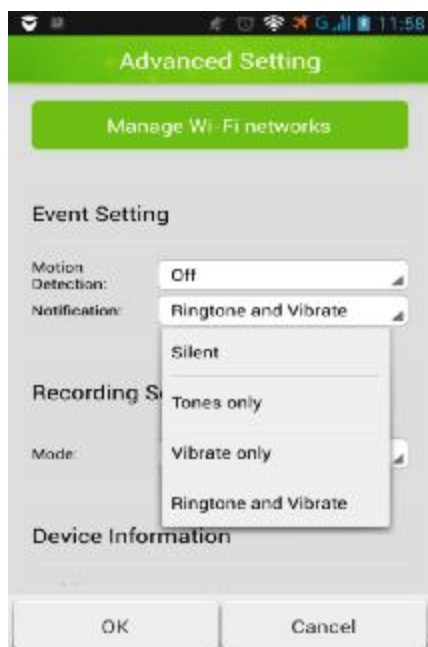 G 11:58
Advanced Setting
Manage Wi-Fi networks
Event Setting
Motion
Detection:
Off
Notification:
Ringtone and Vibrate
Silent
Tones only
Recording S
Mode:
Vibrate only
Ringtone and Vibrate
Device Information
OK
Cancel